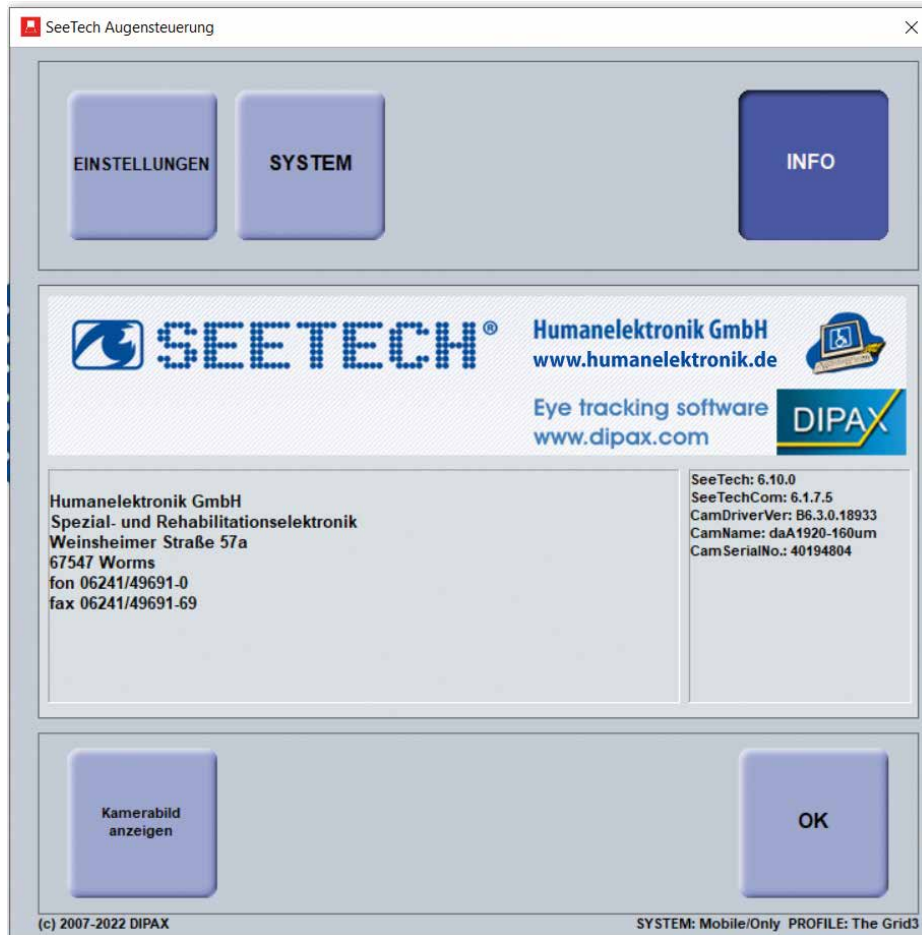 SeeTech Augensteuerung
EINSTELLUNGEN
SYSTEM
INFO
SEETECH®
Humanelektronik GmbH
www.humanelektronik.de
Eye tracking software
www.dipax.com
DIPAX
Humanelektronik GmbH
Spezial- und Rehabilitationselektronik
Weinsheimer Straße 57a
67547 Worms
fon 06241/49691-0
fax 06241/49691-69
SeeTech: 6.10.0
SeeTechCom: 6.1.7.5
CamDriverVer: B6.3.0.18933
CamName: daA1920-160um
CamSerialNo.: 40194804
Kamerabild
anzeigen
OK
(c) 2007-2022 DIPAX
SYSTEM: Mobile/Only PROFILE: The Grid3